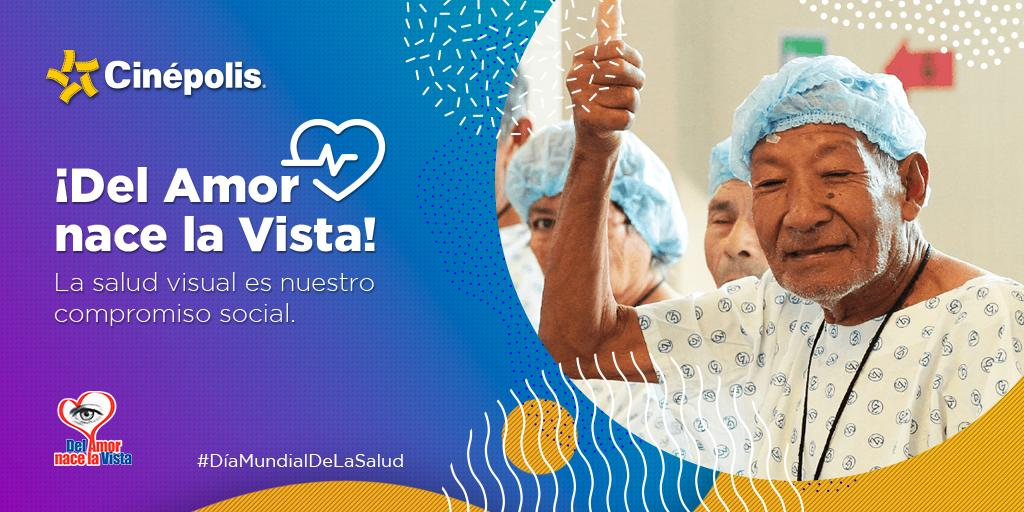 Cinépolis®
¡Del Amor
nace la Vista!
La salud visual es nuestro
compromiso social.
Del Amor
nace la Vista
#DíaMundialDeLaSalud